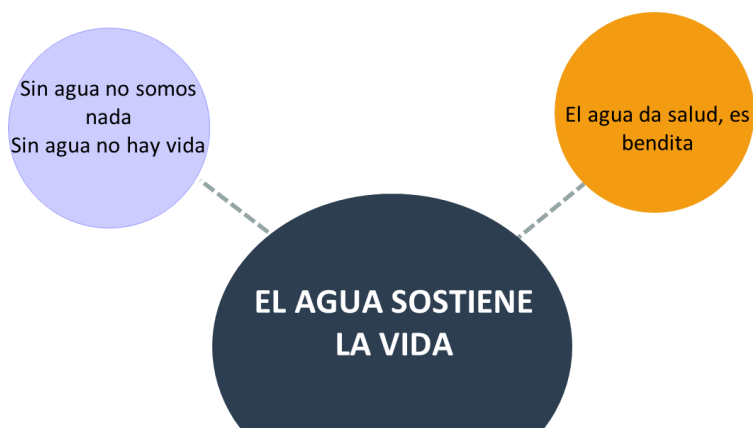 Sin agua no somos
nada
Sin agua no hay vida
El agua da salud, es
bendita
EL AGUA SOSTIENE
LA VIDA